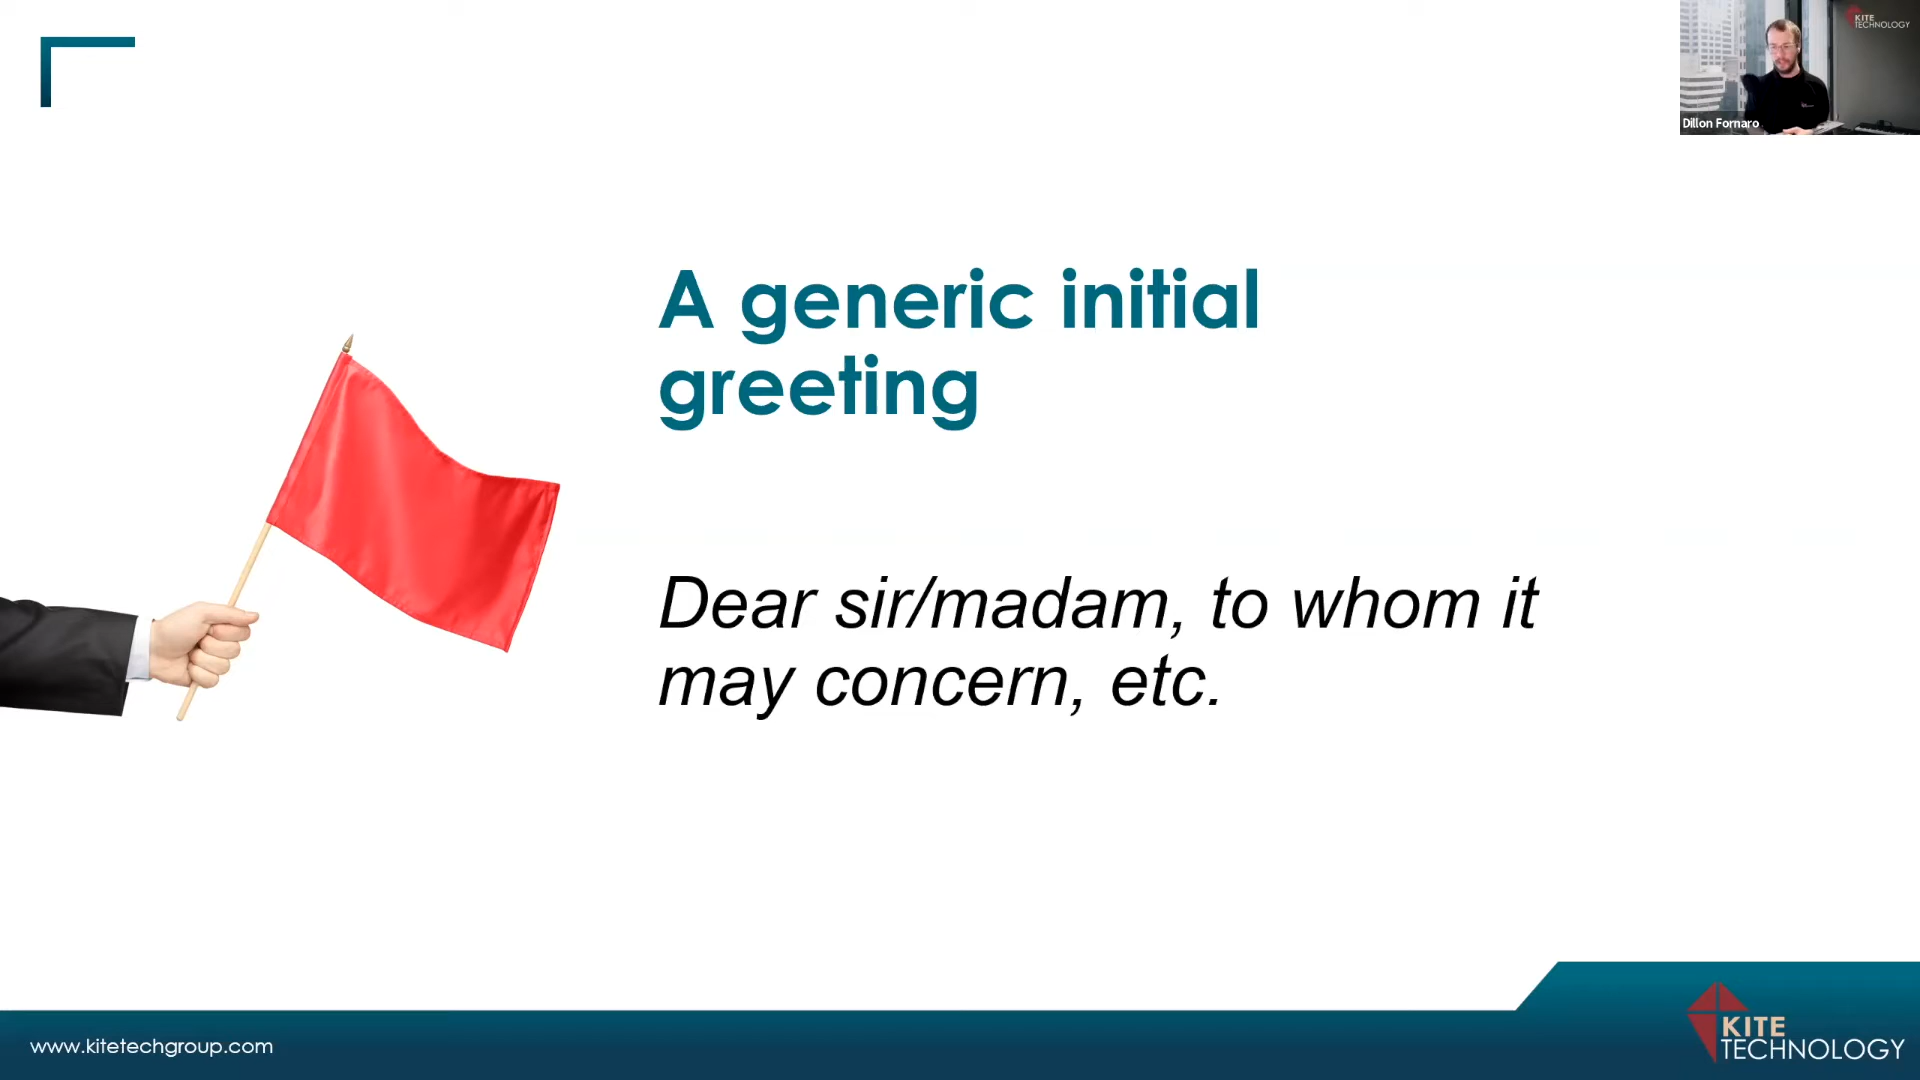 KITE
TECHNOLOGY
Dillon Fornaro
A generic initial
greeting
Dear sir/madam, to whom it
may concern, etc.
www.kitetechgroup.com
KITE
TECHNOLOGY